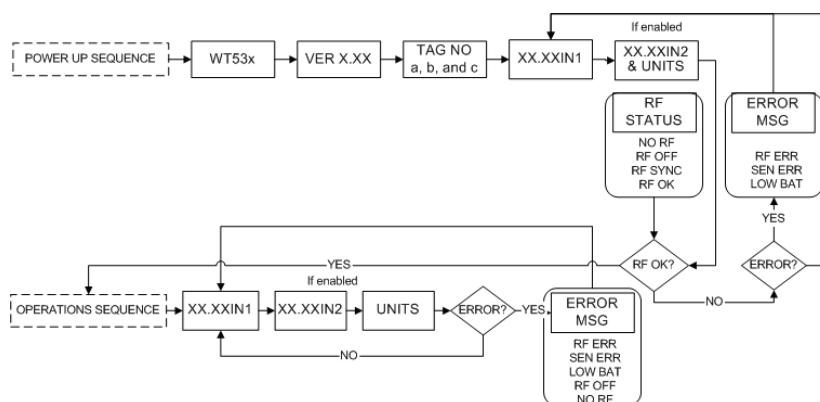 If enabled
POWER UP SEQUENCE
WT53x
VER X.XX
TAG NO
a, b, and c
XX.XXIN1
XX.XXIN2
& UNITS
RF
STATUS
NO RF
RF OFF
RF SYNC
RF OK
ERROR
MSG
RF ERR
SEN ERR
LOW BAT
YES
RF OK?
ERROR?
NO
YES
If enabled
OPERATIONS SEQUENCE
XX.XXIN1
XX.XXIN2
UNITS
ERROR?
YES
NO
ERROR
MSG
RF ERR
SEN ERR
LOW BAT
RF OFF
NO RF